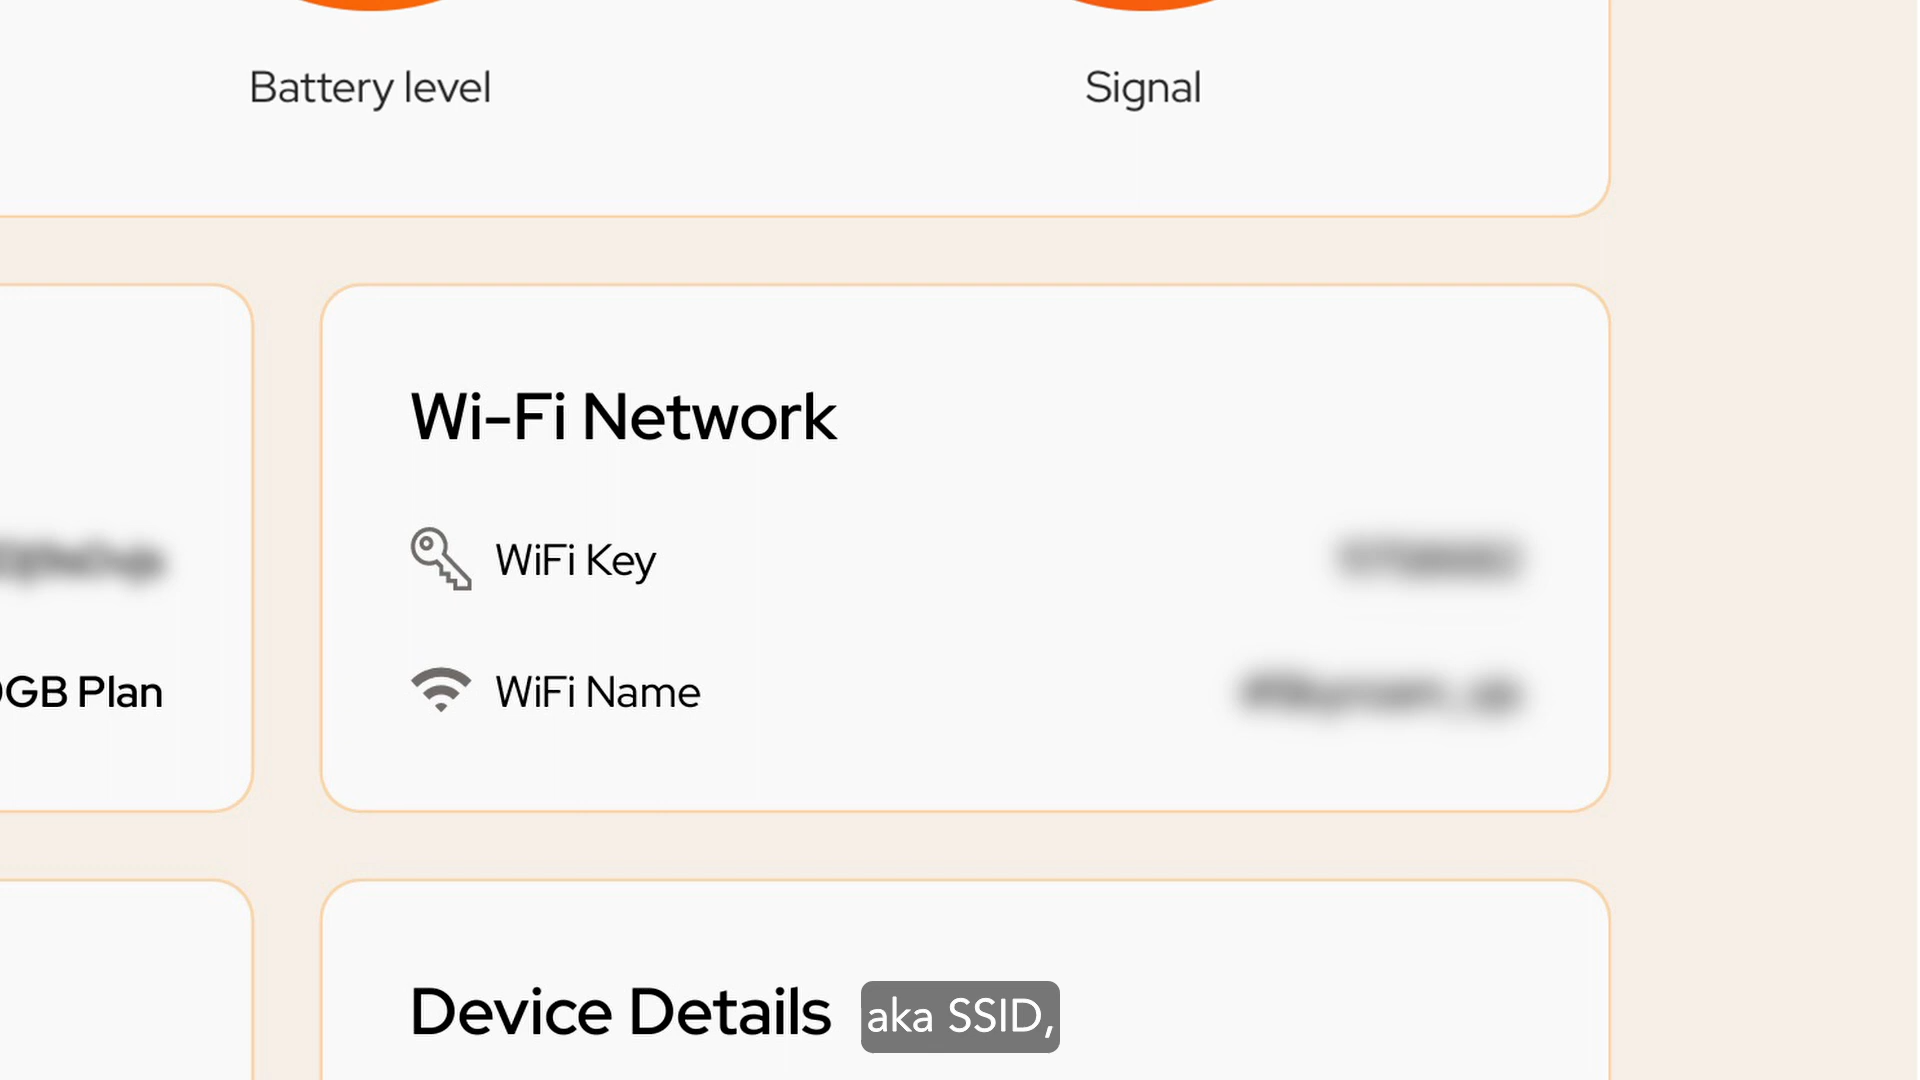 Battery level
Signal
Wi-Fi Network
WiFi Key
GB Plan
WiFi Name
Device Details
aka SSID,